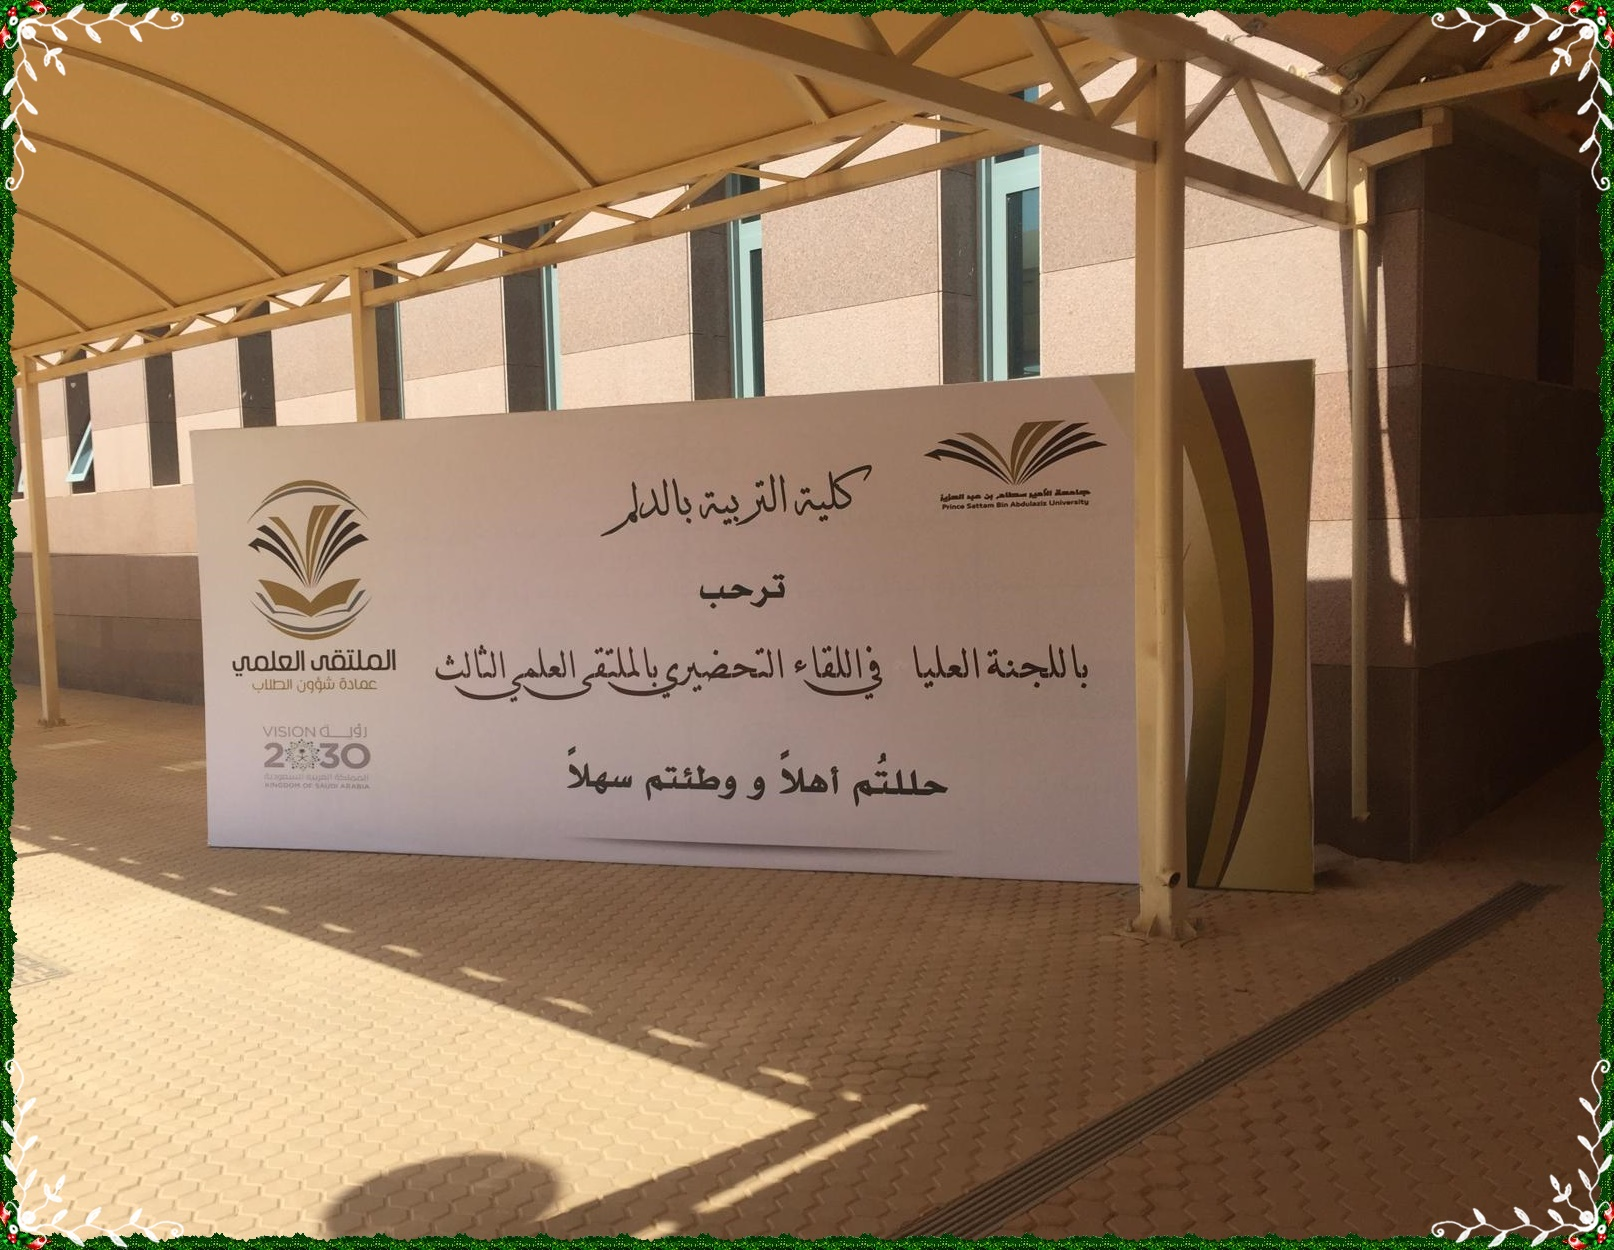 جامعة الأمير سطام بن عبد العزيز
Prince Sattam Bin Abdulaziz University
كلية التربية بالدلم
ترحب
باللجنة العليا في اللقاء التحضيري بالملتقى العلمي الثالث
حللتُم أهلاً و وطئتم سهلاً
الملتقى العلمي
عمادة شؤون الطلاب
VISION رؤيـــة
2030
المملكة العربية السعودية
KINGDOM OF SAUDI ARABIA